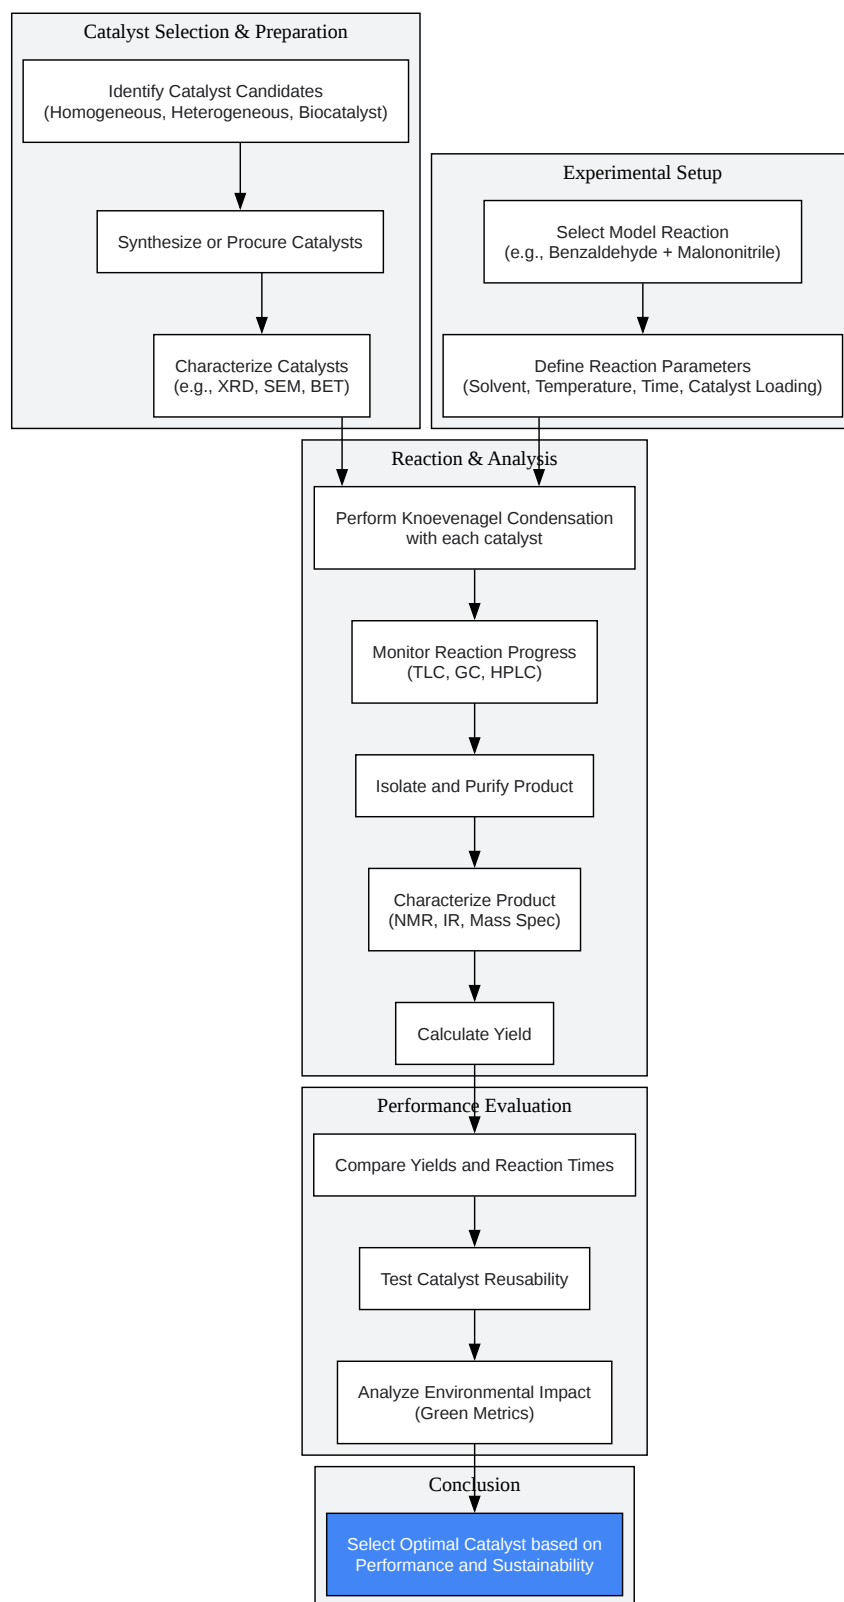 Catalyst Selection & Preparation
Identify Catalyst Candidates
(Homogeneous, Heterogeneous, Biocatalyst)
Synthesize or Procure Catalysts
Characterize Catalysts
(e.g., XRD, SEM, BET)
Experimental Setup
Select Model Reaction
(e.g., Benzaldehyde + Malononitrile)
Define Reaction Parameters
(Solvent, Temperature, Time, Catalyst Loading)
Reaction & Analysis
Perform Knoevenagel Condensation
with each catalyst
Monitor Reaction Progress
(TLC, GC, HPLC)
Isolate and Purify Product
Characterize Product
(NMR, IR, Mass Spec)
Calculate Yield
Performance Evaluation
Compare Yields and Reaction Times
Test Catalyst Reusability
Analyze Environmental Impact
(Green Metrics)
Conclusion
Select Optimal Catalyst based on
Performance and Sustainability